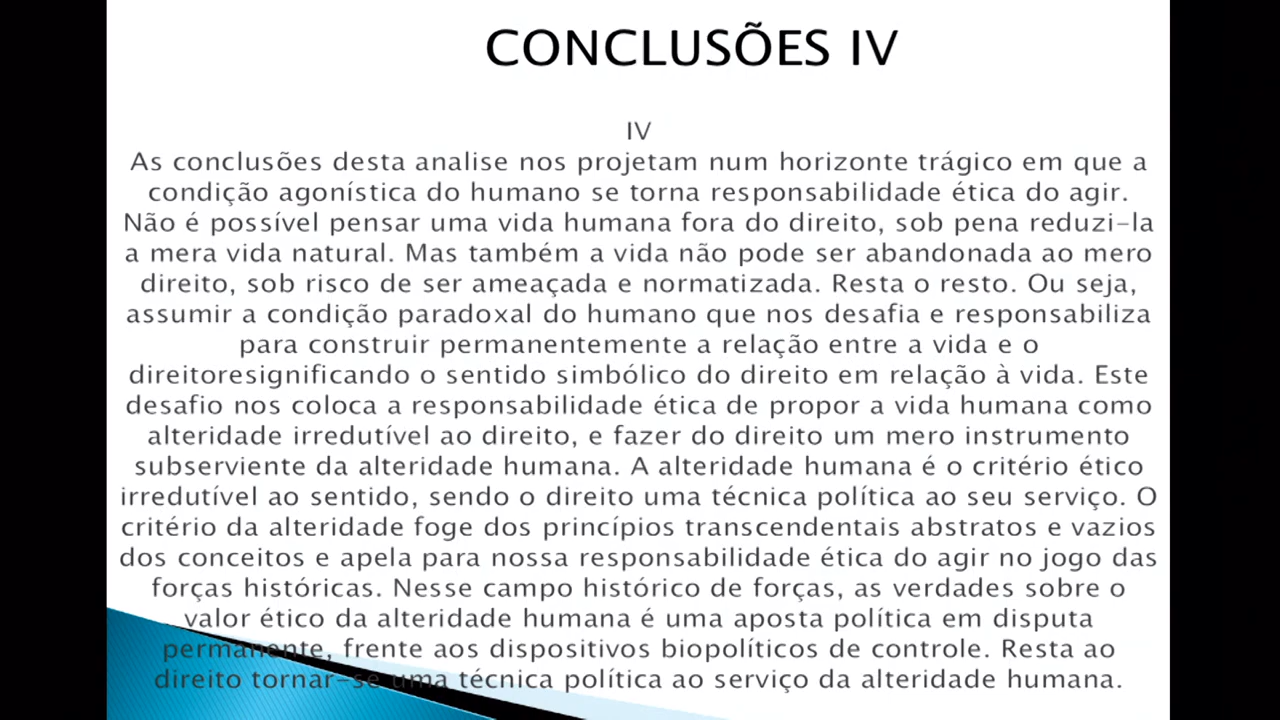 CONCLUSÕES IV
IV
As conclusões desta analise nos projetam num horizonte trágico em que a
condição agonística do humano se torna responsabilidade ética do agir.
Não é possível pensar uma vida humana fora do direito, sob pena reduzi-la
a mera vida natural. Mas também a vida não pode ser abandonada ao mero
direito, sob risco de ser ameaçada e normatizada. Resta o resto. Ou seja,
assumir a condição paradoxal do humano que nos desafia e responsabiliza
para construir permanentemente a relação entre a vida e o
direitoresignificando o sentido simbólico do direito em relação à vida. Este
desafio nos coloca a responsabilidade ética de propor a vida humana como
alteridade irredutível ao direito, e fazer do direito um mero instrumento
subserviente da alteridade humana. A alteridade humana é o critério ético
irredutível ao sentido, sendo o direito uma técnica política ao seu serviço. O
critério da alteridade foge dos princípios transcendentais abstratos e vazios
dos conceitos e apela para nossa responsabilidade ética do agir no jogo das
forças históricas. Nesse campo histórico de forças, as verdades sobre o
valor ético da alteridade humana é uma aposta política em disputa
permanente, frente aos dispositivos biopolíticos de controle. Resta ao
direito tornar-se uma técnica política ao serviço da alteridade humana.